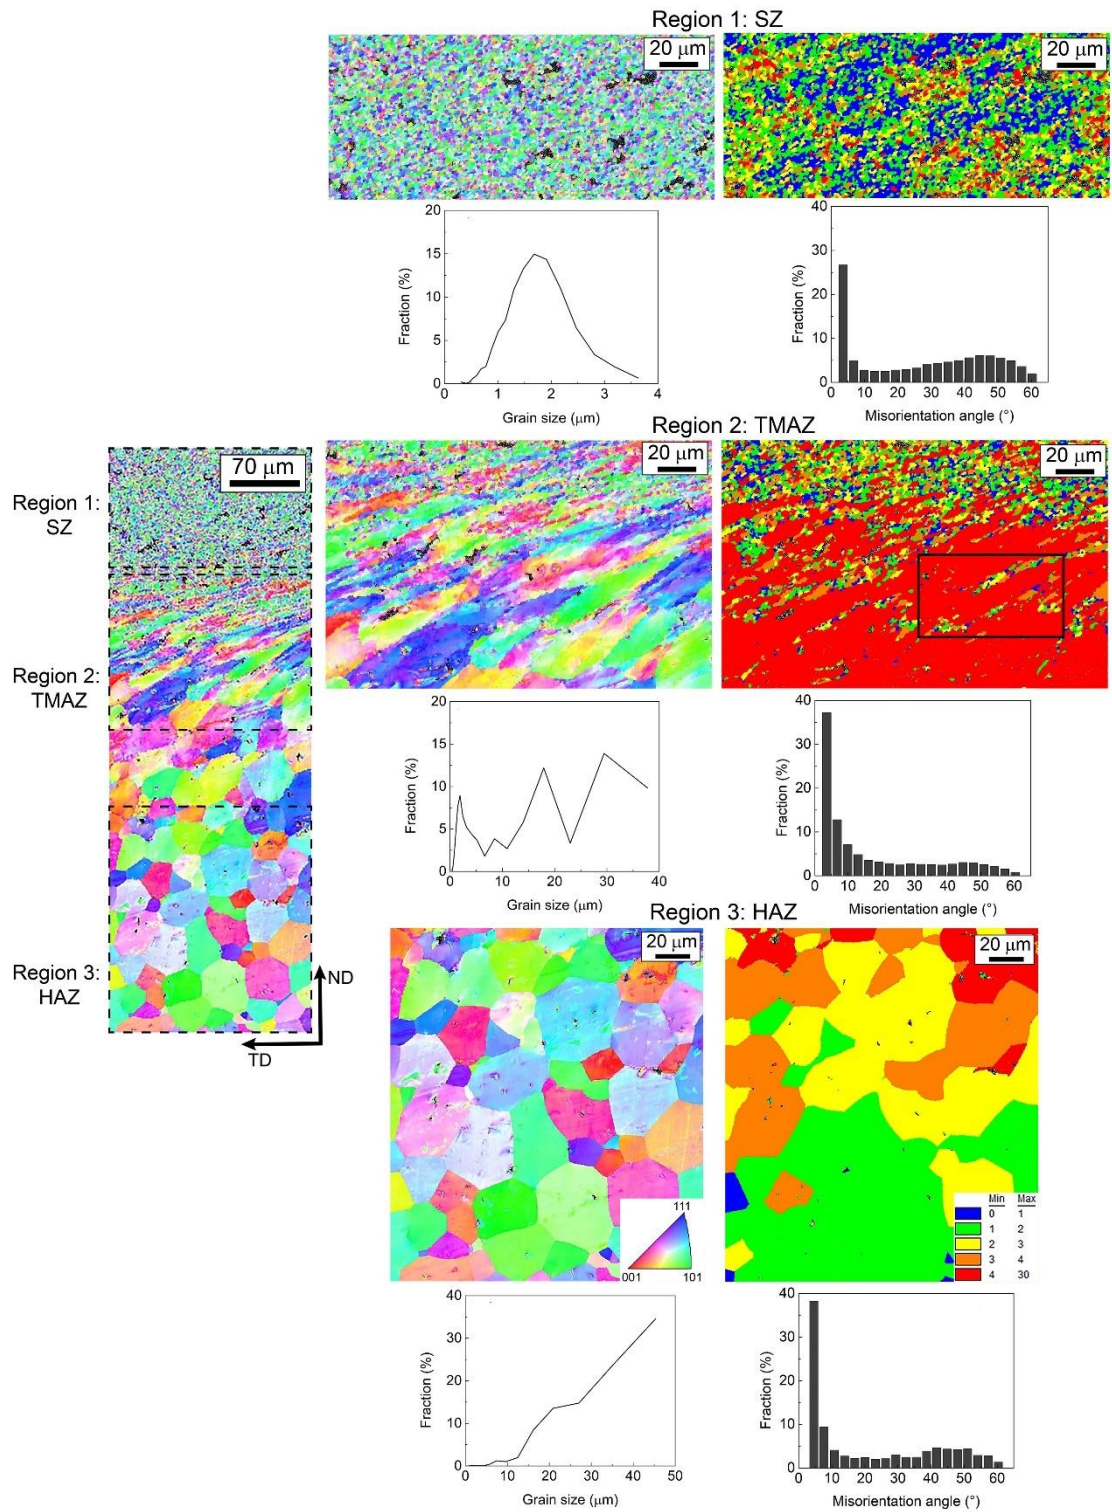 Region 1: SZ
20 μm
20 μm
20
15
10
5
0
Fraction (%)
0 1 2 3 4
Grain size (μm)
40
30
20
10
0
Fraction (%)
0 10 20 30 40 50 60
Misorientation angle (°)
Region 2: TMAZ
70 μm
20 μm
20 μm
Region 1:
SZ
Region 2:
TMAZ
Region 3:
HAZ
ND
TD
20
15
10
5
0
Fraction (%)
0 10 20 30 40
Grain size (μm)
40
30
20
10
0
Fraction (%)
0 10 20 30 40 50 60
Misorientation angle (°)
Region 3: HAZ
20 μm
20 μm
111
001 101
Min Max
0 1
1 2
2 3
3 4
4 30
40
30
20
10
0
Fraction (%)
0 10 20 30 40 50
Grain size (μm)
40
30
20
10
0
Fraction (%)
0 10 20 30 40 50 60
Misorientation angle (°)